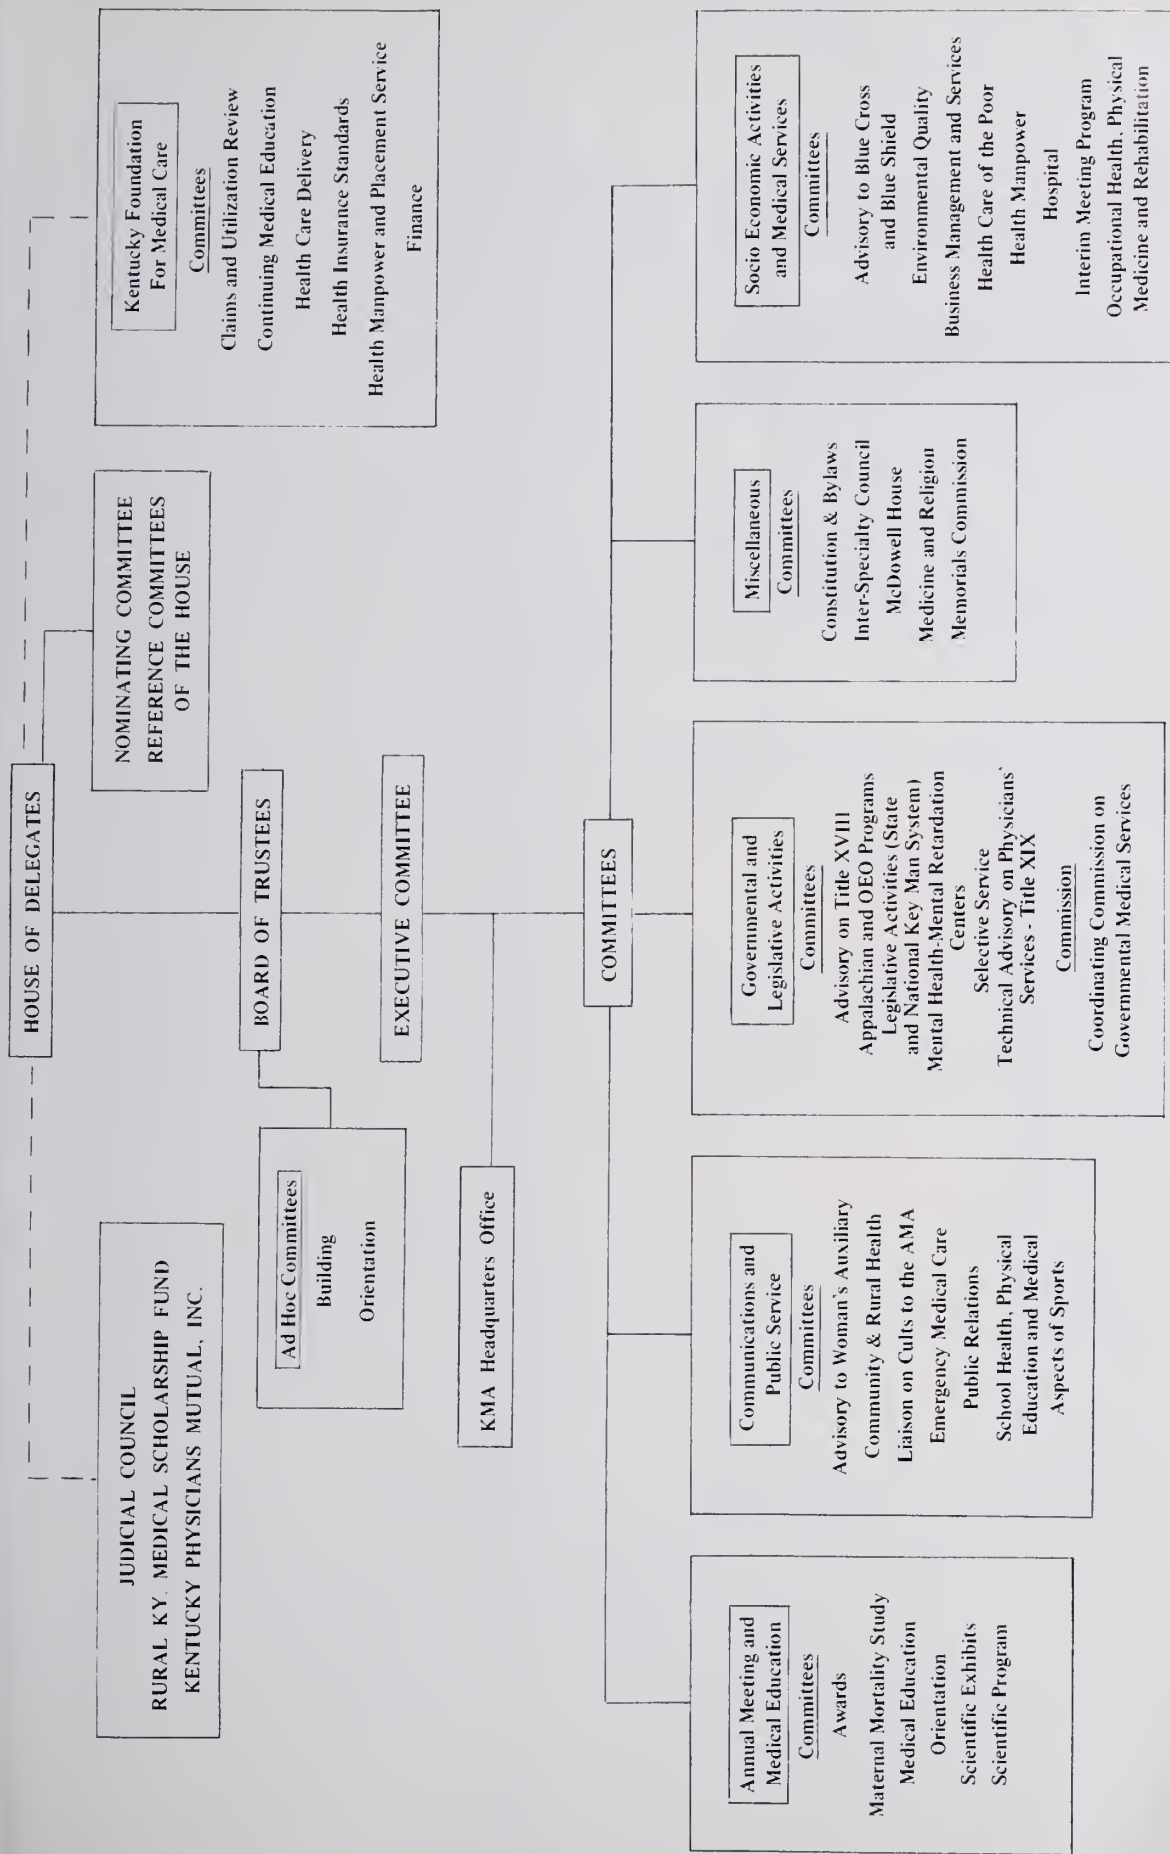 HOUSE OF DELEGATES
JUDICIAL COUNCIL
RURAL KY. MEDICAL SCHOLARSHIP FUND
KENTUCKY PHYSICIANS MUTUAL, INC.
NOMINATING COMMITTEE
REFERENCE COMMITTEES
OF THE HOUSE
Kentucky Foundation
For Medical Care
Committees
Claims and Utilization Review
Continuing Medical Education
Health Care Delivery
Health Insurance Standards
Health Manpower and Placement Service
Finance
BOARD OF TRUSTEES
Ad Hoc Committees
Building
Orientation
EXECUTIVE COMMITTEE
KMA Headquarters Office
COMMITTEES
Annual Meeting and
Medical Education
Committees
Awards
Maternal Mortality Study
Medical Education
Orientation
Scientific Exhibits
Scientific Program
Communications and
Public Service
Committees
Advisory to Woman's Auxiliary
Community & Rural Health
Liaison on Cults to the AMA
Emergency Medical Care
Public Relations
School Health, Physical
Education and Medical
Aspects of Sports
Governmental and
Legislative Activities
Committees
Advisory on Title XVIII
Appalachian and OEO Programs
Legislative Activities (State
and National Key Man System)
Mental Health-Mental Retardation
Centers
Selective Service
Technical Advisory on Physicians'
Services - Title XIX
Commission
Coordinating Commission on
Governmental Medical Services
Miscellaneous
Committees
Constitution & Bylaws
Inter-Specialty Council
McDowell House
Medicine and Religion
Memorials Commission
Socio Economic Activities
and Medical Services
Committees
Advisory to Blue Cross
and Blue Shield
Environmental Quality
Business Management and Services
Health Care of the Poor
Health Manpower
Hospital
Interim Meeting Program
Occupational Health, Physical
Medicine and Rehabilitation